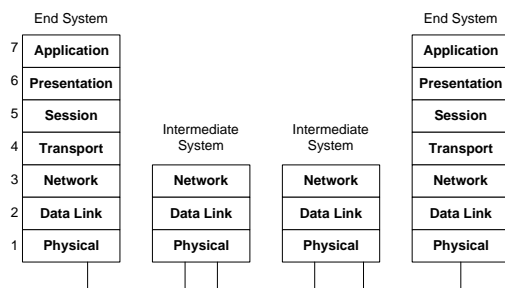 End System
7 Application
6 Presentation
5 Session
4 Transport
3 Network
2 Data Link
1 Physical
Intermediate
System
Network
Data Link
Physical
Intermediate
System
Network
Data Link
Physical
End System
Application
Presentation
Session
Transport
Network
Data Link
Physical